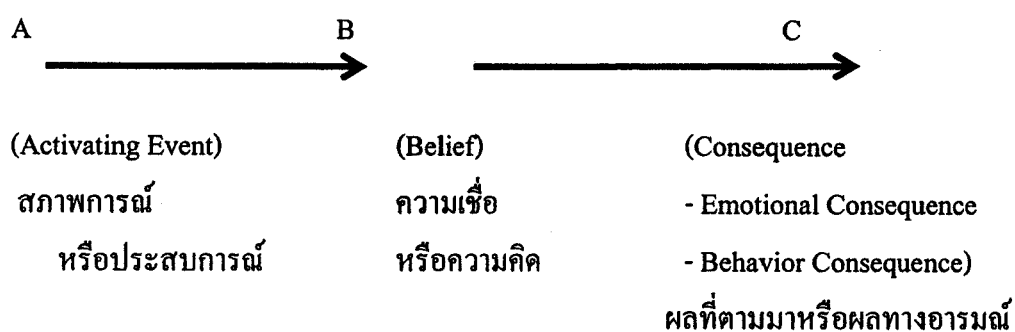 A B C
(Activating Event) (Belief) (Consequence
สภาพการณ์ ความเชื่อ - Emotional Consequence
หรือประสบการณ์ หรือความคิด - Behavior Consequence)
ผลที่ตามมาหรือผลทางอารมณ์